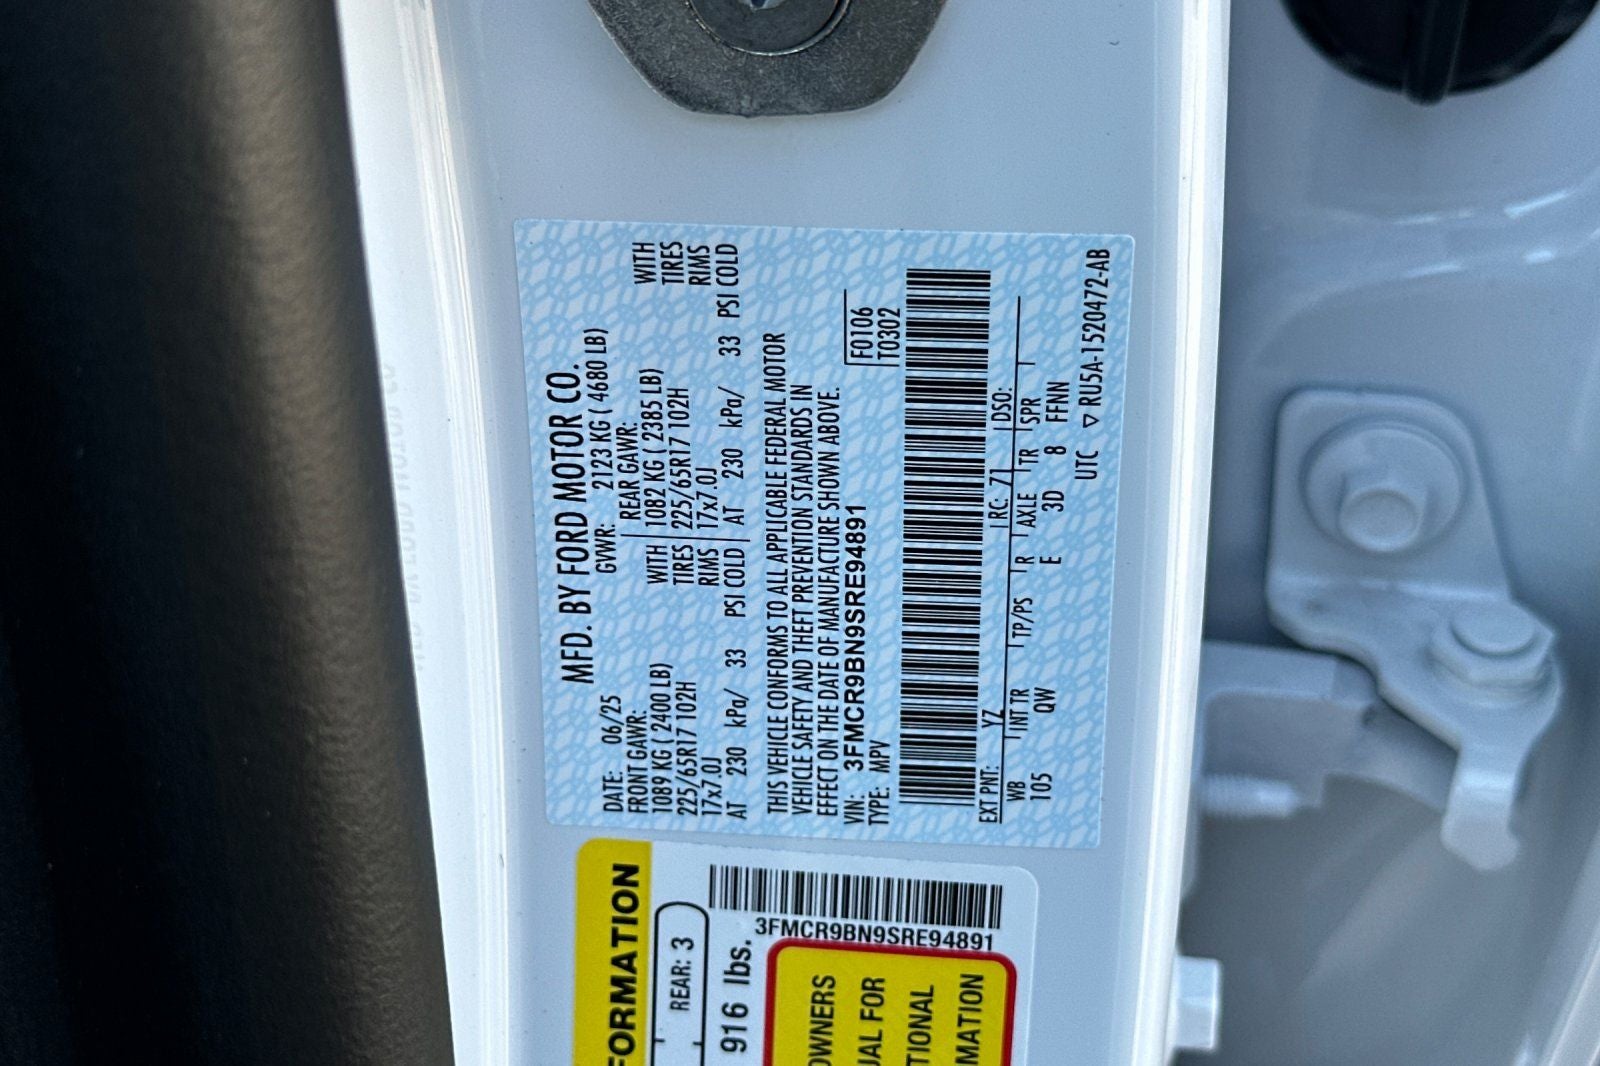 MFD. BY FORD MOTOR CO.
DATE: 06/25 GVWR: 2123 KG ( 4680 LB)
FRONT GAWR: REAR GAWR:
1089 KG ( 2400 LB) WITH 1082 KG ( 2385 LB) WITH
225/65R17 102H TIRES 225/65R17 102H TIRES
17x7.0J RIMS 17x7.0J RIMS
AT 230 kPa/ 33 PSI COLD AT 230 kPa/ 33 PSI COLD
THIS VEHICLE CONFORMS TO ALL APPLICABLE FEDERAL MOTOR
VEHICLE SAFETY AND THEFT PREVENTION STANDARDS IN
EFFECT ON THE DATE OF MANUFACTURE SHOWN ABOVE.
VIN: 3FMCR9BN9SRE94891 F0106
TYPE: MPV T0302
EXT PNT: YZ RC: 71 DSO:
WB INT TR TP/PS R AXLE TR SPR
105 QW E 3D 8 FFNN
UTC ▽ RU5A-1520472-AB
FORMATION
REAR: 3
916 lbs.
3FMCR9BN9SRE94891
OWNERS
UAL FOR
TIONAL
MATION